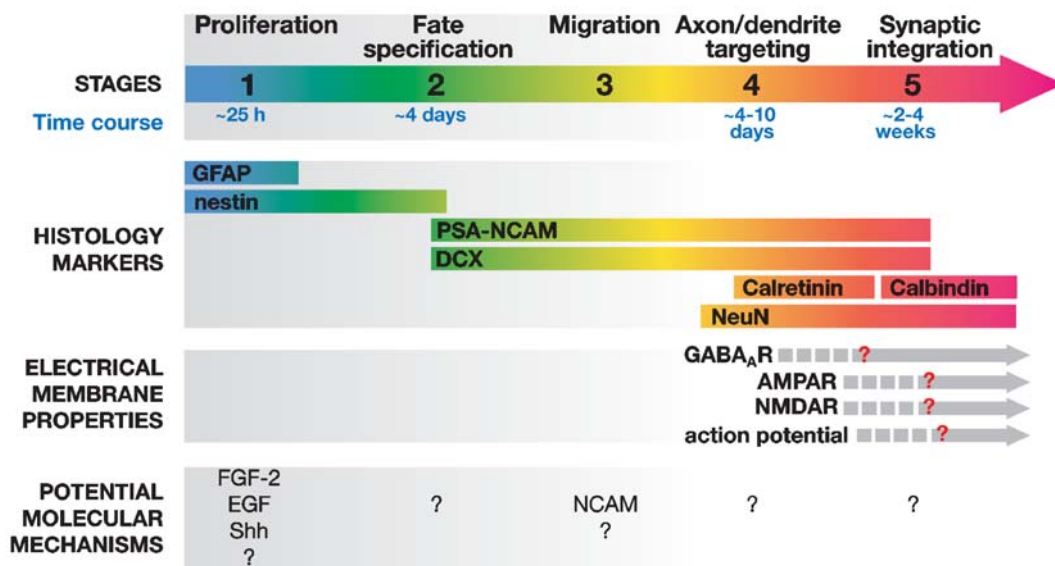 Proliferation Fate specification Migration Axon/dendrite targeting Synaptic integration
STAGES 1 2 3 4 5
Time course ~25 h ~4 days ~4-10 days ~2-4 weeks
GFAP
nestin
HISTOLOGY MARKERS
PSA-NCAM
DCX
Calretinin Calbindin
NeuN
ELECTRICAL MEMBRANE PROPERTIES
GABAAR ?
AMPAR ?
NMDAR ?
action potential ?
POTENTIAL MOLECULAR MECHANISMS
FGF-2
EGF ? NCAM ? ?
Shh ?
?